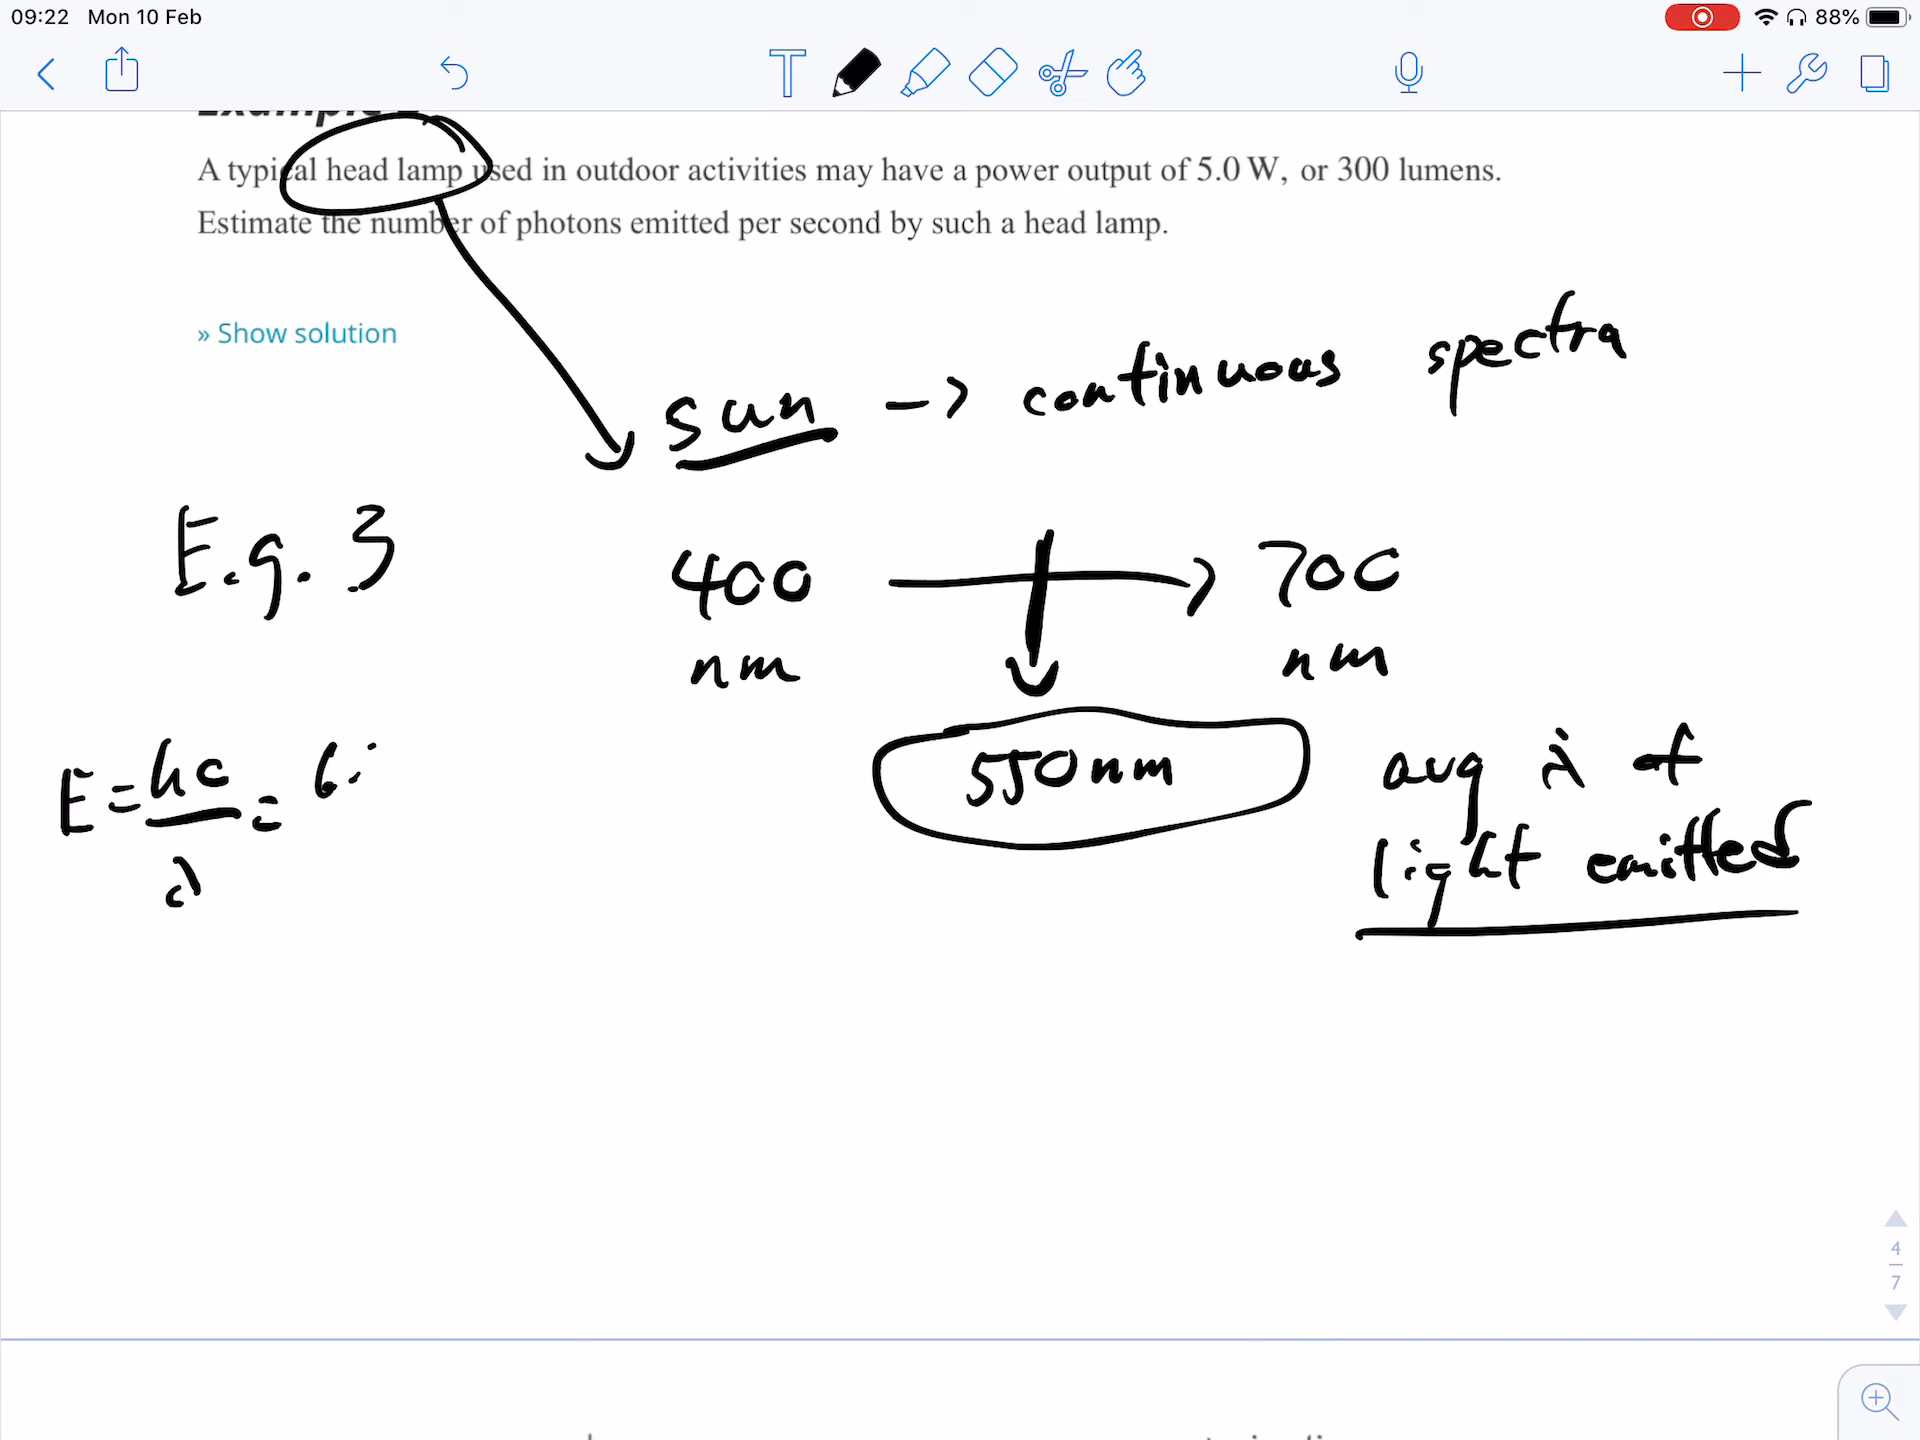 09:22 Mon 10 Feb 88%
A typical head lamp used in outdoor activities may have a power output of 5.0 W, or 300 lumens.
Estimate the number of photons emitted per second by such a head lamp.
» Show solution
sun -> continuous spectra
E.g. 3
400 700
nm nm
550nm
avg λ of
light emitted
E = hc = 6.
λ
4
7